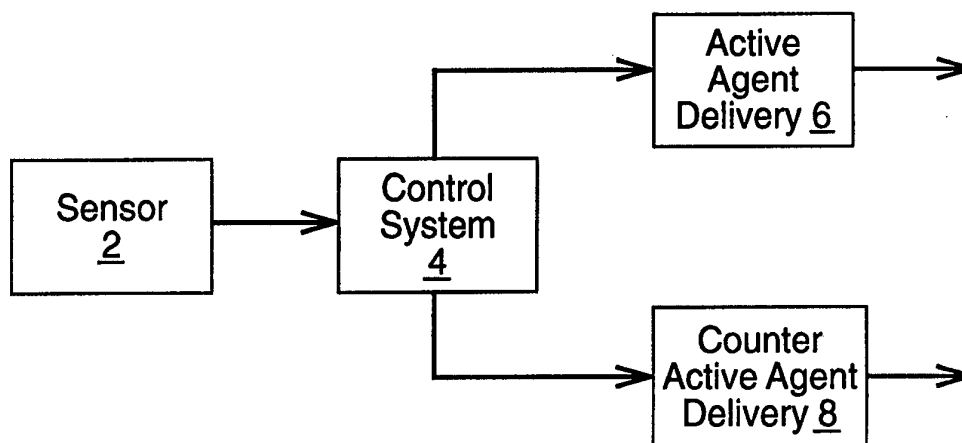 Sensor
2
Control
System
4
Active
Agent
Delivery 6
Counter
Active Agent
Delivery 8